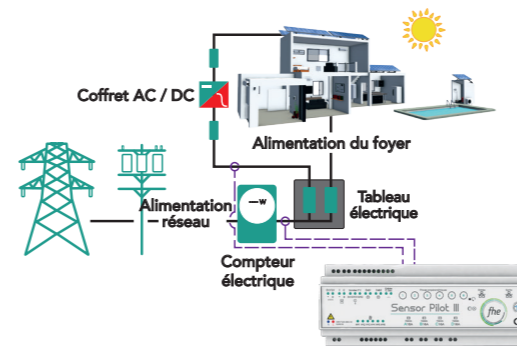 Coffret AC / DC
Alimentation du foyer
Alimentation
réseau
Tableau
électrique
W
Compteur
électrique
Sensor Pilot III
fhe